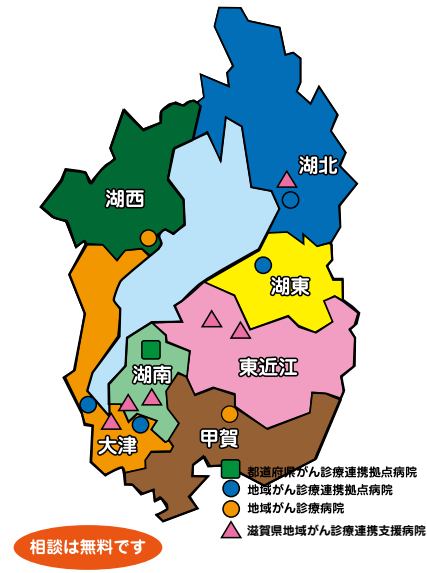 湖北
湖西
湖東
東近江
湖南
甲賀
大津
都道府県がん診療連携拠点病院
地域がん診療連携拠点病院
地域がん診療病院
滋賀県地域がん診療連携支援病院
相談は無料です